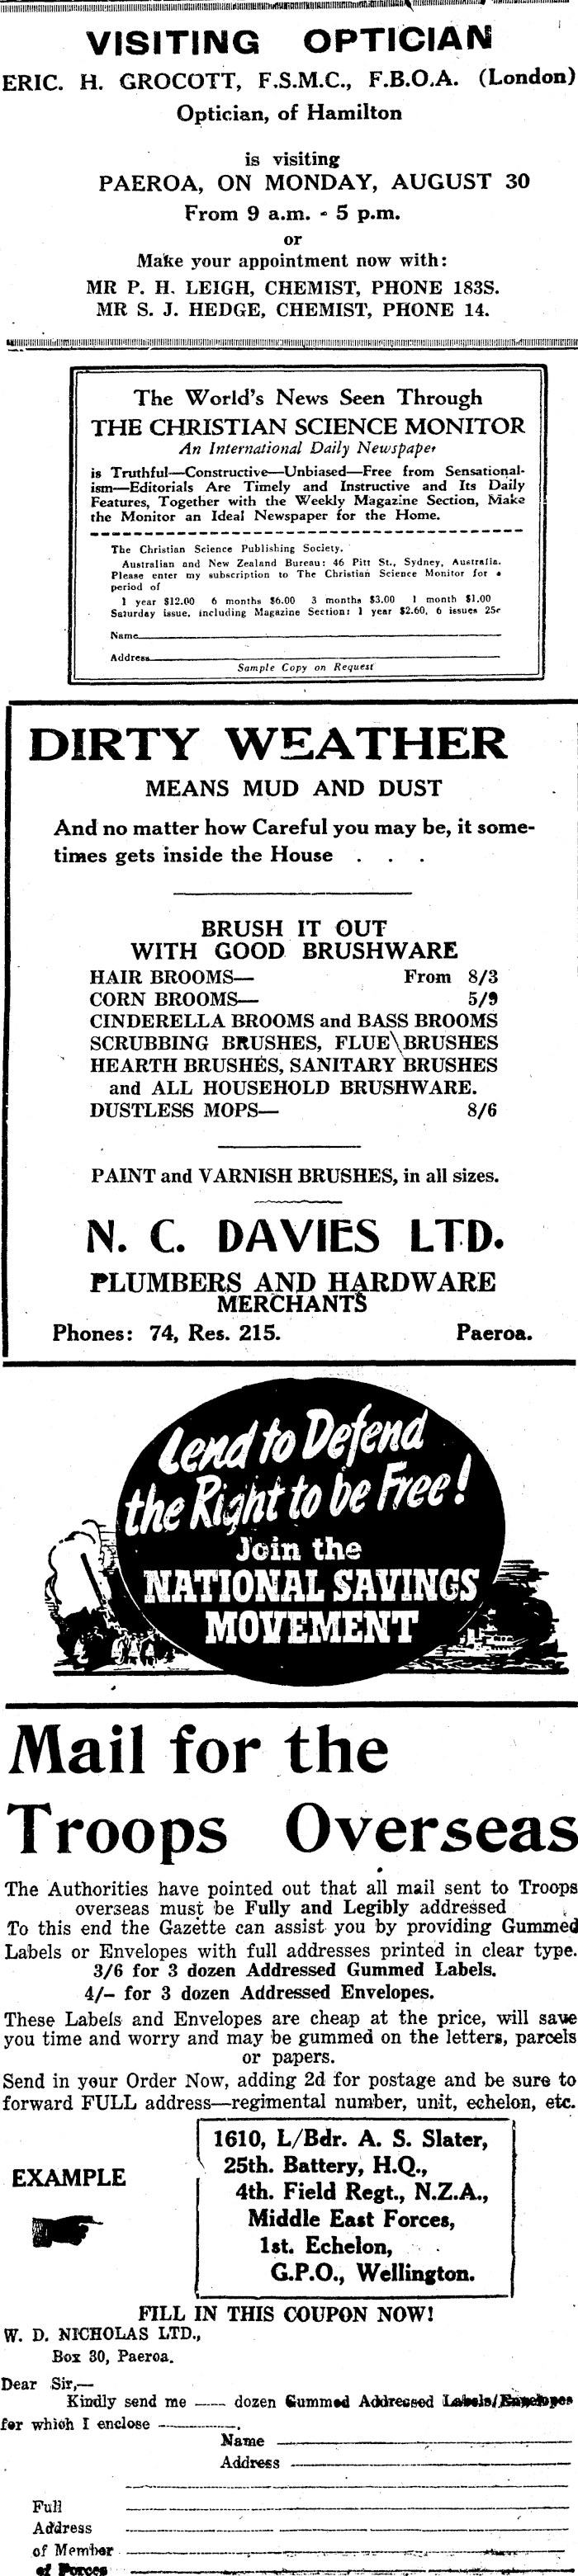 VISITING OPTICIAN
ERIC. H. GROCOTT, F.S.M.C., F.B.O.A. (London)
Optician, of Hamilton
is visiting
PAEROA, ON MONDAY, AUGUST 30
From 9 a.m. - 5 p.m.
or
Make your appointment now with:
MR P. H. LEIGH, CHEMIST, PHONE 183S.
MR S. J. HEDGE, CHEMIST, PHONE 14.
The World's News Seen Through
THE CHRISTIAN SCIENCE MONITOR
An International Daily Newspaper
is Truthful—Constructive—Unbiased—Free from Sensational-
ism—Editorials Are Timely and Instructive and Its Daily
Features, Together with the Weekly Magazine Section, Make
the Monitor an Ideal Newspaper for the Home.
The Christian Science Publishing Society.
Australian and New Zealand Bureau: 46 Pitt St., Sydney, Australia.
Please enter my subscription to The Christian Science Monitor for a
period of
1 year $12.00 6 months $6.00 3 months $3.00 1 month $1.00
Saturday issue, including Magazine Section: 1 year $2.60, 6 issues 25c
Name
Address
Sample Copy on Request
DIRTY WEATHER
MEANS MUD AND DUST
And no matter how Careful you may be, it some-
times gets inside the House . . .
BRUSH IT OUT
WITH GOOD BRUSHWARE
HAIR BROOMS— From 8/3
CORN BROOMS— 5/9
CINDERELLA BROOMS and BASS BROOMS
SCRUBBING BRUSHES, FLUE BRUSHES
HEARTH BRUSHES, SANITARY BRUSHES
and ALL HOUSEHOLD BRUSHWARE.
DUSTLESS MOPS— 8/6
PAINT and VARNISH BRUSHES, in all sizes.
N. C. DAVIES LTD.
PLUMBERS AND HARDWARE
MERCHANTS
Phones: 74, Res. 215. Paeroa.
Lend to Defend
the Right to be Free!
Join the
NATIONAL SAVINGS
MOVEMENT
Mail for the
Troops Overseas
The Authorities have pointed out that all mail sent to Troops
overseas must be Fully and Legibly addressed
To this end the Gazette can assist you by providing Gummed
Labels or Envelopes with full addresses printed in clear type.
3/6 for 3 dozen Addressed Gummed Labels.
4/- for 3 dozen Addressed Envelopes.
These Labels and Envelopes are cheap at the price, will save
you time and worry and may be gummed on the letters, parcels
or papers.
Send in your Order Now, adding 2d for postage and be sure to
forward FULL address—regimental number, unit, echelon, etc.
EXAMPLE
1610, L/Bdr. A. S. Slater,
25th. Battery, H.Q.,
4th. Field Regt., N.Z.A.,
Middle East Forces,
1st. Echelon,
G.P.O., Wellington.
FILL IN THIS COUPON NOW!
W. D. NICHOLAS LTD.,
Box 30, Paeroa.
Dear Sir,—
Kindly send me —— dozen Gummed Addressed Labels/Envelopes
for which I enclose ————.
Name
Address
Full
Address
of Member
of Forces